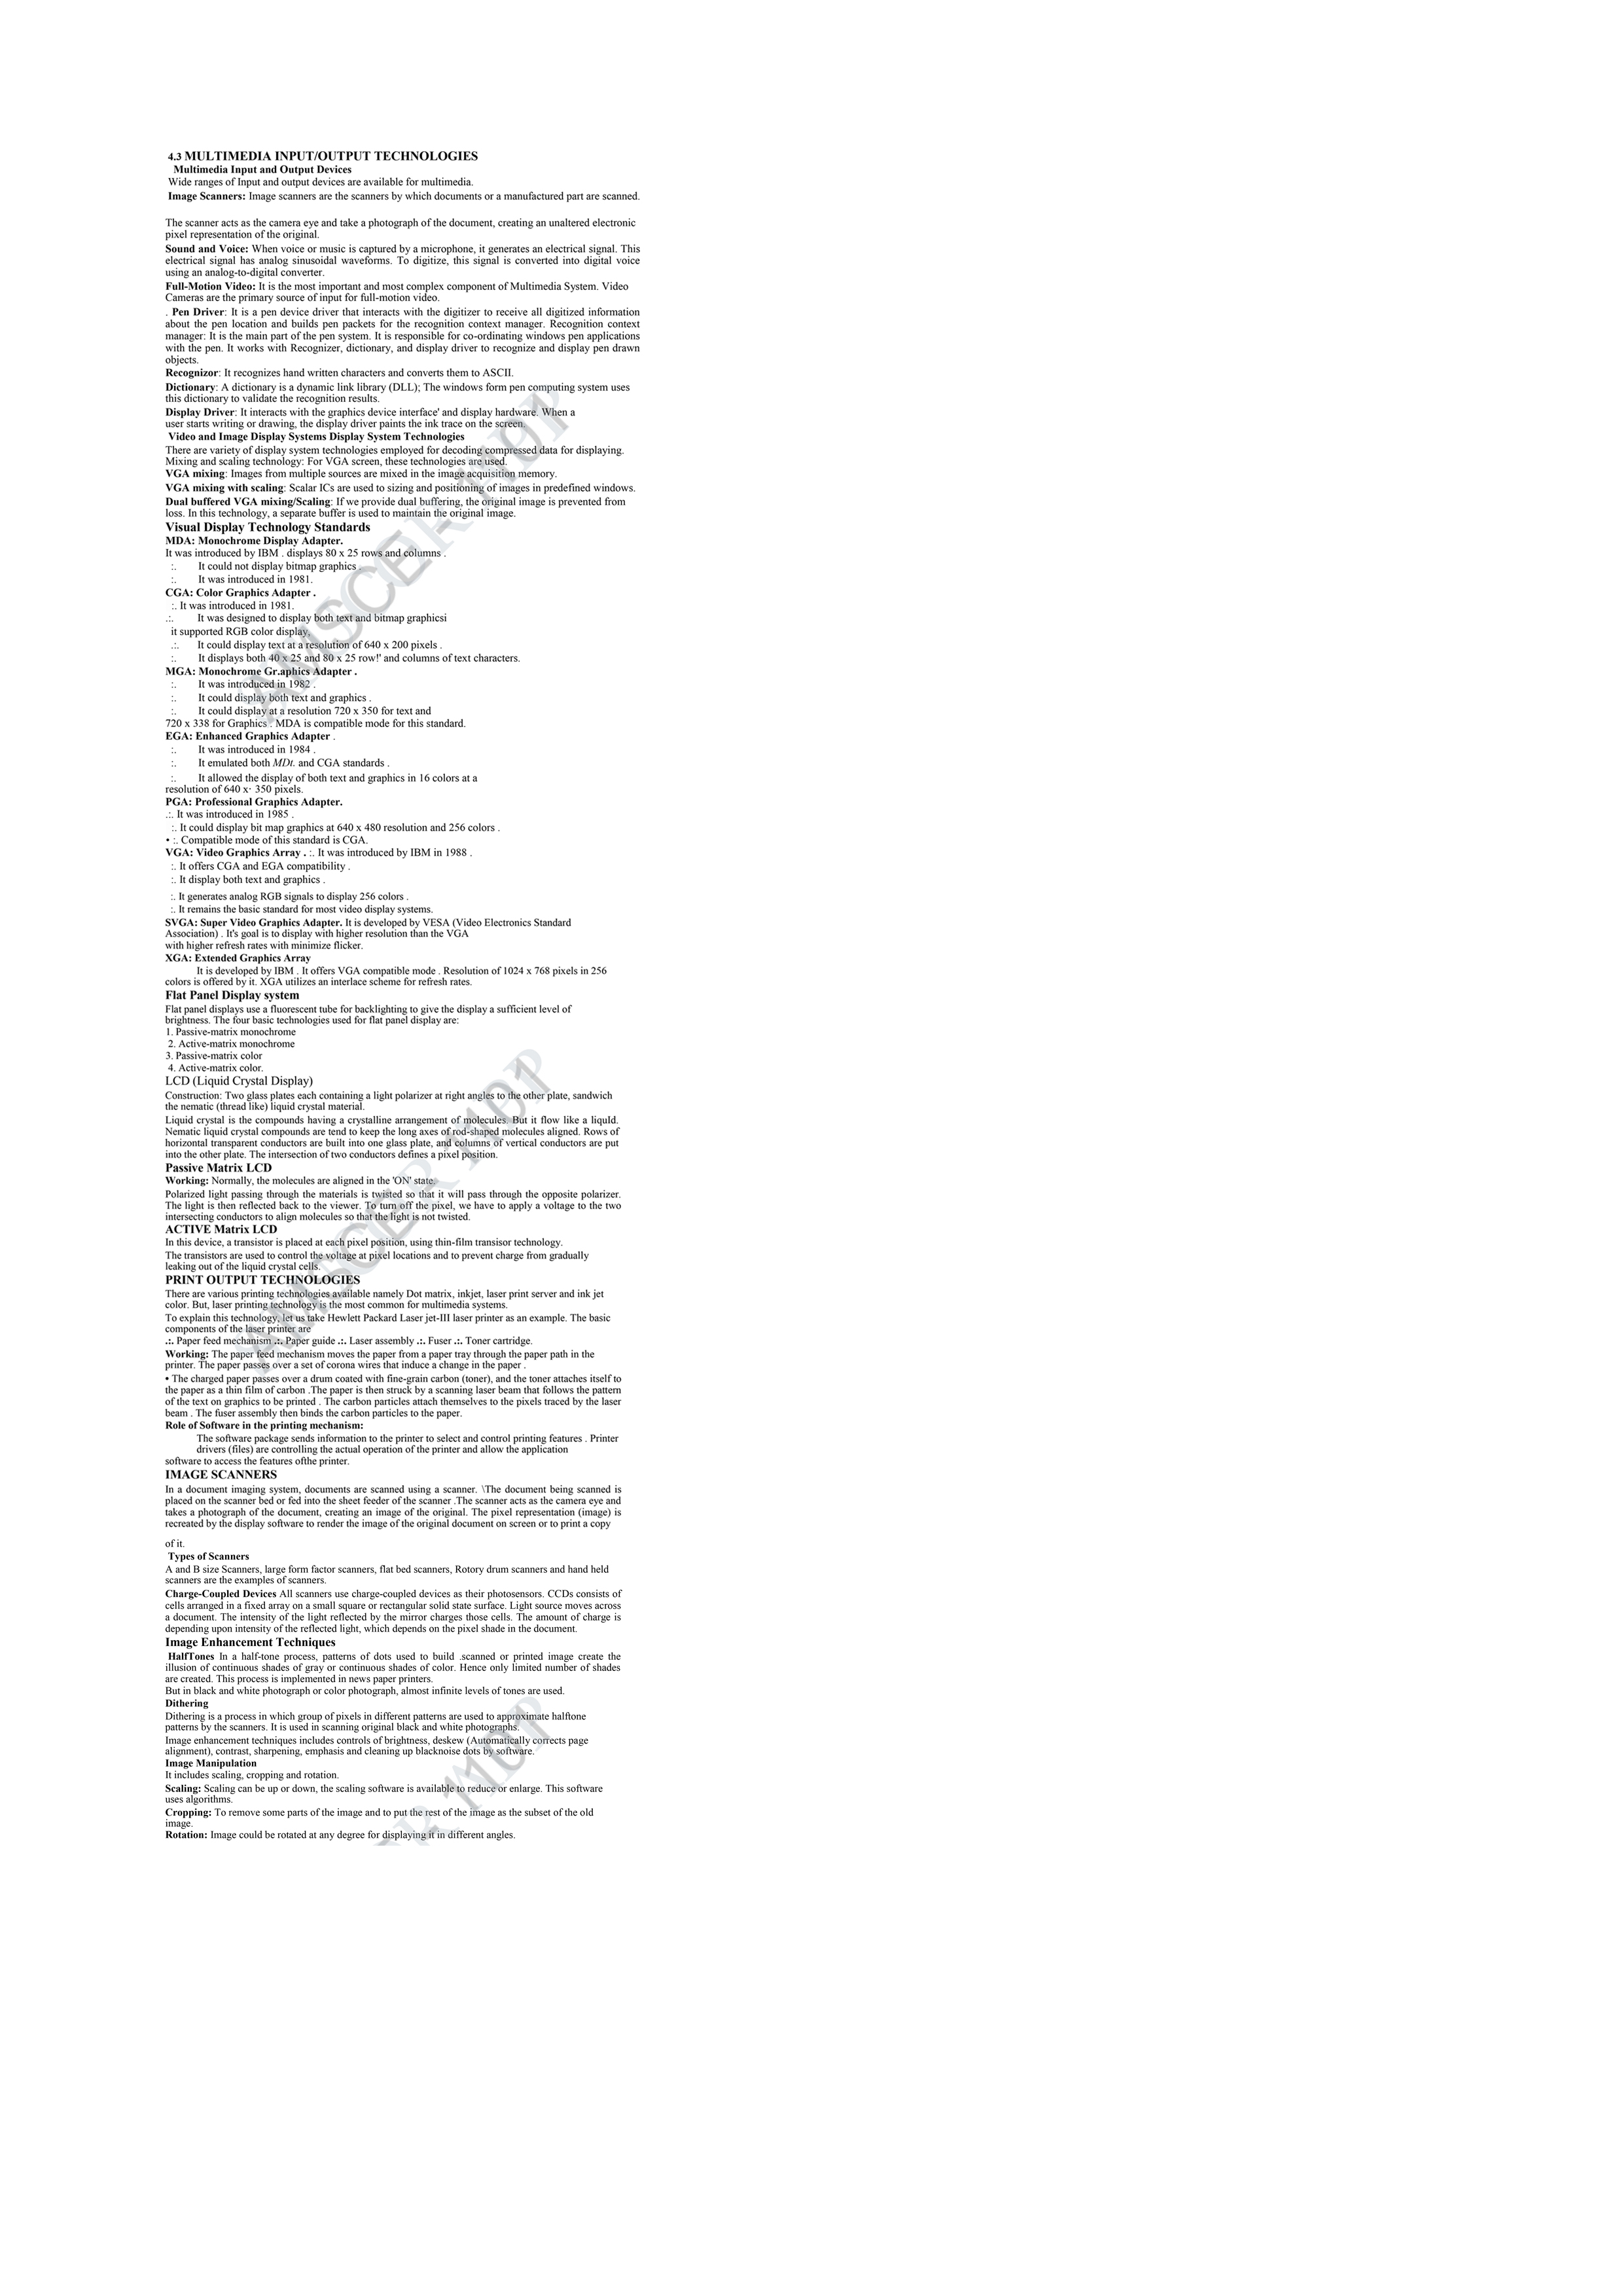 4.3 MULTIMEDIA INPUT/OUTPUT TECHNOLOGIES
Multimedia Input and Output Devices
Wide ranges of Input and output devices are available for multimedia.
Image Scanners: Image scanners are the scanners by which documents or a manufactured part are scanned.
The scanner acts as the camera eye and take a photograph of the document, creating an unaltered electronic
pixel representation of the original.
Sound and Voice: When voice or music is captured by a microphone, it generates an electrical signal. This
electrical signal has analog sinusoidal waveforms. To digitize, this signal is converted into digital voice
using an analog-to-digital converter.
Full-Motion Video: It is the most important and most complex component of Multimedia System. Video
Cameras are the primary source of input for full-motion video.
. Pen Driver: It is a pen device driver that interacts with the digitizer to receive all digitized information
about the pen location and builds pen packets for the recognition context manager. Recognition context
manager: It is the main part of the pen system. It is responsible for co-ordinating windows pen applications
with the pen. It works with Recognizer, dictionary, and display driver to recognize and display pen drawn
objects.
Recognizor: It recognizes hand written characters and converts them to ASCII.
Dictionary: A dictionary is a dynamic link library (DLL); The windows form pen computing system uses
this dictionary to validate the recognition results.
Display Driver: It interacts with the graphics device interface' and display hardware. When a
user starts writing or drawing, the display driver paints the ink trace on the screen.
Video and Image Display Systems Display System Technologies
There are variety of display system technologies employed for decoding compressed data for displaying.
Mixing and scaling technology: For VGA screen, these technologies are used.
VGA mixing: Images from multiple sources are mixed in the image acquisition memory.
VGA mixing with scaling: Scalar ICs are used to sizing and positioning of images in predefined windows.
Dual buffered VGA mixing/Scaling: If we provide dual buffering, the original image is prevented from
loss. In this technology, a separate buffer is used to maintain the original image.
Visual Display Technology Standards
MDA: Monochrome Display Adapter.
It was introduced by IBM . displays 80 x 25 rows and columns .
:. It could not display bitmap graphics .
:. It was introduced in 1981.
CGA: Color Graphics Adapter .
:. It was introduced in 1981.
.:. It was designed to display both text and bitmap graphicsi
it supported RGB color display,
.:. It could display text at a resolution of 640 x 200 pixels .
:. It displays both 40 x 25 and 80 x 25 row!' and columns of text characters.
MGA: Monochrome Gr.aphics Adapter .
:. It was introduced in 1982 .
:. It could display both text and graphics .
:. It could display at a resolution 720 x 350 for text and
720 x 338 for Graphics . MDA is compatible mode for this standard.
EGA: Enhanced Graphics Adapter .
:. It was introduced in 1984 .
:. It emulated both MDt. and CGA standards .
:. It allowed the display of both text and graphics in 16 colors at a
resolution of 640 x· 350 pixels.
PGA: Professional Graphics Adapter.
.:. It was introduced in 1985 .
:. It could display bit map graphics at 640 x 480 resolution and 256 colors .
• :. Compatible mode of this standard is CGA.
VGA: Video Graphics Array . :. It was introduced by IBM in 1988 .
:. It offers CGA and EGA compatibility .
:. It display both text and graphics .
:. It generates analog RGB signals to display 256 colors .
:. It remains the basic standard for most video display systems.
SVGA: Super Video Graphics Adapter. It is developed by VESA (Video Electronics Standard
Association) . It's goal is to display with higher resolution than the VGA
with higher refresh rates with minimize flicker.
XGA: Extended Graphics Array
It is developed by IBM . It offers VGA compatible mode . Resolution of 1024 x 768 pixels in 256
colors is offered by it. XGA utilizes an interlace scheme for refresh rates.
Flat Panel Display system
Flat panel displays use a fluorescent tube for backlighting to give the display a sufficient level of
brightness. The four basic technologies used for flat panel display are:
1. Passive-matrix monochrome
2. Active-matrix monochrome
3. Passive-matrix color
4. Active-matrix color.
LCD (Liquid Crystal Display)
Construction: Two glass plates each containing a light polarizer at right angles to the other plate, sandwich
the nematic (thread like) liquid crystal material.
Liquid crystal is the compounds having a crystalline arrangement of molecules. But it flow like a liquld.
Nematic liquid crystal compounds are tend to keep the long axes of rod-shaped molecules aligned. Rows of
horizontal transparent conductors are built into one glass plate, and columns of vertical conductors are put
into the other plate. The intersection of two conductors defines a pixel position.
Passive Matrix LCD
Working: Normally, the molecules are aligned in the 'ON' state.
Polarized light passing through the materials is twisted so that it will pass through the opposite polarizer.
The light is then reflected back to the viewer. To turn off the pixel, we have to apply a voltage to the two
intersecting conductors to align molecules so that the light is not twisted.
ACTIVE Matrix LCD
In this device, a transistor is placed at each pixel position, using thin-film transisor technology.
The transistors are used to control the voltage at pixel locations and to prevent charge from gradually
leaking out of the liquid crystal cells.
PRINT OUTPUT TECHNOLOGIES
There are various printing technologies available namely Dot matrix, inkjet, laser print server and ink jet
color. But, laser printing technology is the most common for multimedia systems.
To explain this technology, let us take Hewlett Packard Laser jet-III laser printer as an example. The basic
components of the laser printer are
.:. Paper feed mechanism .:. Paper guide .:. Laser assembly .:. Fuser .:. Toner cartridge.
Working: The paper feed mechanism moves the paper from a paper tray through the paper path in the
printer. The paper passes over a set of corona wires that induce a change in the paper .
• The charged paper passes over a drum coated with fine-grain carbon (toner), and the toner attaches itself to
the paper as a thin film of carbon .The paper is then struck by a scanning laser beam that follows the pattern
of the text on graphics to be printed . The carbon particles attach themselves to the pixels traced by the laser
beam . The fuser assembly then binds the carbon particles to the paper.
Role of Software in the printing mechanism:
The software package sends information to the printer to select and control printing features . Printer
drivers (files) are controlling the actual operation of the printer and allow the application
software to access the features ofthe printer.
IMAGE SCANNERS
In a document imaging system, documents are scanned using a scanner. \The document being scanned is
placed on the scanner bed or fed into the sheet feeder of the scanner .The scanner acts as the camera eye and
takes a photograph of the document, creating an image of the original. The pixel representation (image) is
recreated by the display software to render the image of the original document on screen or to print a copy
of it.
Types of Scanners
A and B size Scanners, large form factor scanners, flat bed scanners, Rotory drum scanners and hand held
scanners are the examples of scanners.
Charge-Coupled Devices All scanners use charge-coupled devices as their photosensors. CCDs consists of
cells arranged in a fixed array on a small square or rectangular solid state surface. Light source moves across
a document. The intensity of the light reflected by the mirror charges those cells. The amount of charge is
depending upon intensity of the reflected light, which depends on the pixel shade in the document.
Image Enhancement Techniques
HalfTones In a half-tone process, patterns of dots used to build .scanned or printed image create the
illusion of continuous shades of gray or continuous shades of color. Hence only limited number of shades
are created. This process is implemented in news paper printers.
But in black and white photograph or color photograph, almost infinite levels of tones are used.
Dithering
Dithering is a process in which group of pixels in different patterns are used to approximate halftone
patterns by the scanners. It is used in scanning original black and white photographs.
Image enhancement techniques includes controls of brightness, deskew (Automatically corrects page
alignment), contrast, sharpening, emphasis and cleaning up blacknoise dots by software.
Image Manipulation
It includes scaling, cropping and rotation.
Scaling: Scaling can be up or down, the scaling software is available to reduce or enlarge. This software
uses algorithms.
Cropping: To remove some parts of the image and to put the rest of the image as the subset of the old
image.
Rotation: Image could be rotated at any degree for displaying it in different angles.